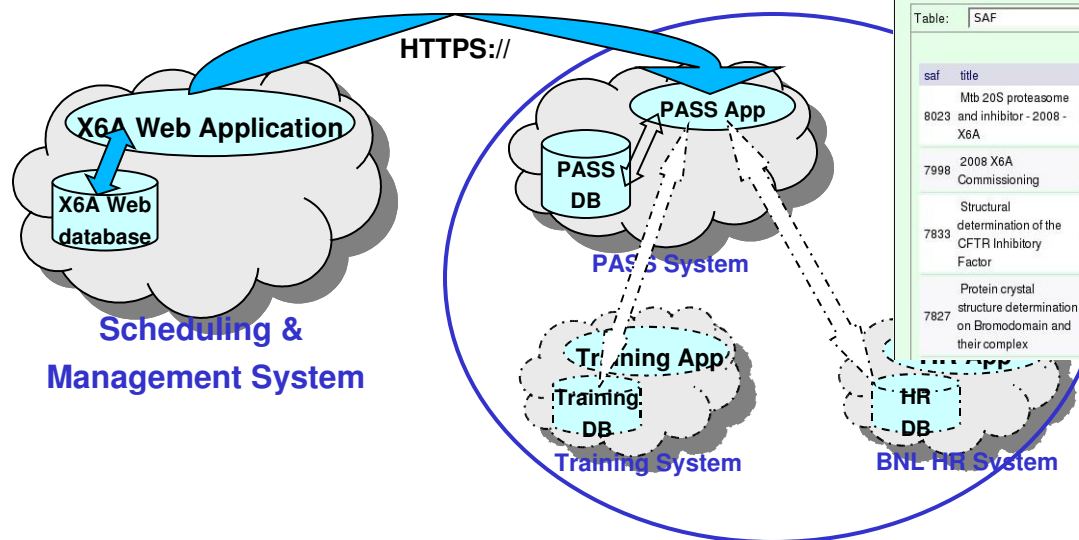 HTTPS://
X6A Web Application
X6A Web
database
Scheduling &
Management System
PASS App
PASS
DB
PASS System
Training App
Training
DB
Training System
HR App
HR
DB
BNL HR System
Table: SAF
saf title
8023 Mtb 20S proteasome
and inhibitor - 2008 -
X6A
7998 2008 X6A
Commissioning
7833 Structural
determination of the
CFTR Inhibitory
Factor
7827 Protein crystal
structure determination
on Bromodomain and
their complex